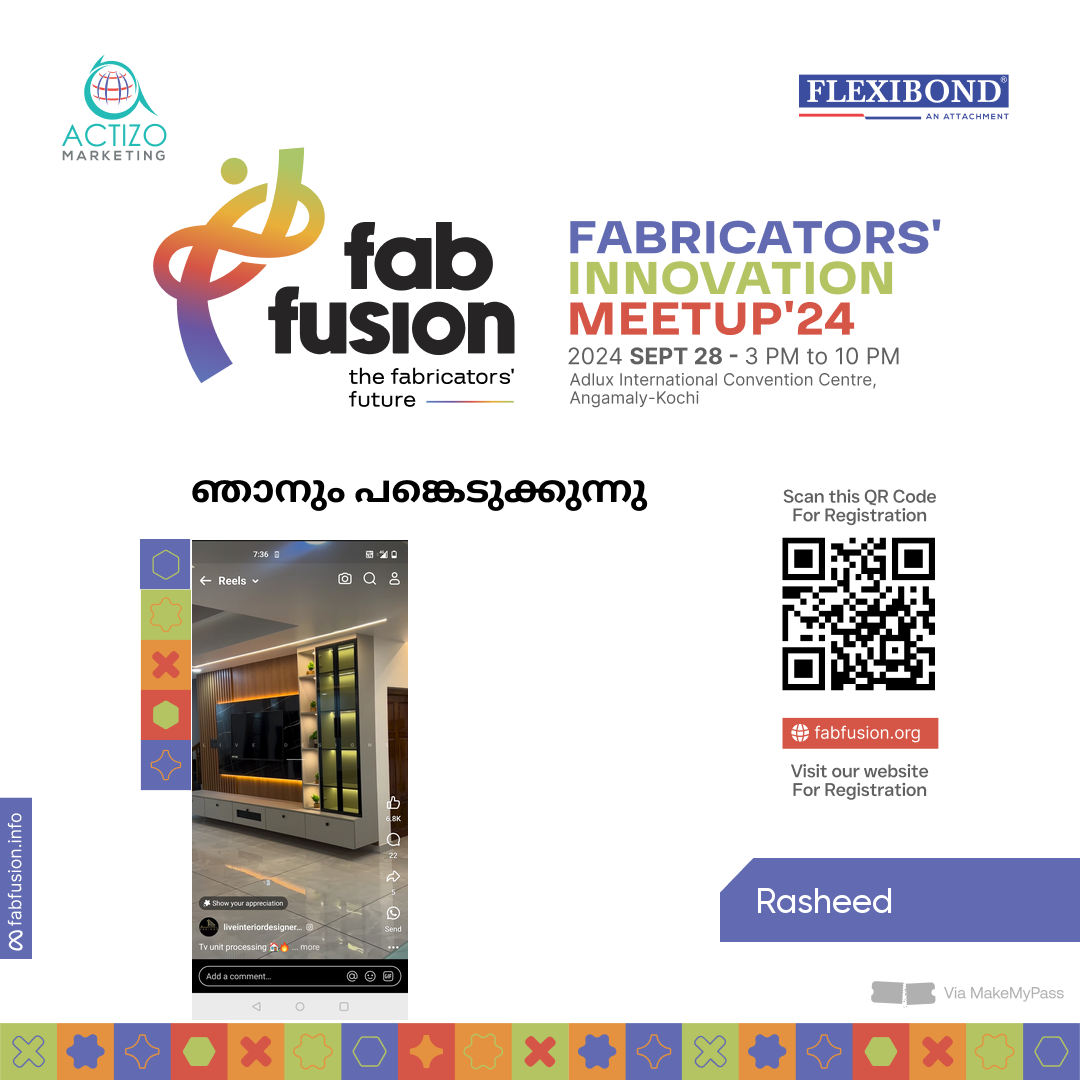 ACTIZO
MARKETING
FLEXIBOND®
AN ATTACHMENT
fab
fusion
the fabricators'
future
FABRICATORS'
INNOVATION
MEETUP'24
2024 SEPT 28 - 3 PM to 10 PM
Adlux International Convention Centre,
Angamaly-Kochi
ഞാനും പങ്കെടുക്കുന്നു
Scan this QR Code
For Registration
fabfusion.org
Visit our website
For Registration
7:36
Reels
6.8K
22
5
Show your appreciation
liveinteriordesigner...
Send
Tv unit processing 🏠🔥 ... more
Add a comment...
GIF
fabfusion.info
Rasheed
Via MakeMyPass